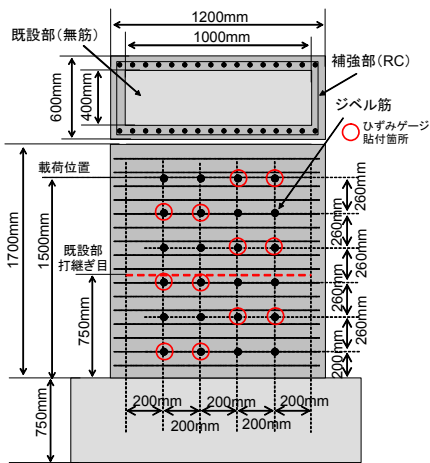 1200mm
既設部(無筋)
1000mm
補強部(RC)
600mm
400mm
ジベル筋
ひずみゲージ
貼付箇所
載荷位置
1700mm
1500mm
既設部
打継ぎ目
750mm
260mm
260mm
260mm
260mm
260mm
200mm
750mm
200mm
200mm
200mm
200mm
200mm